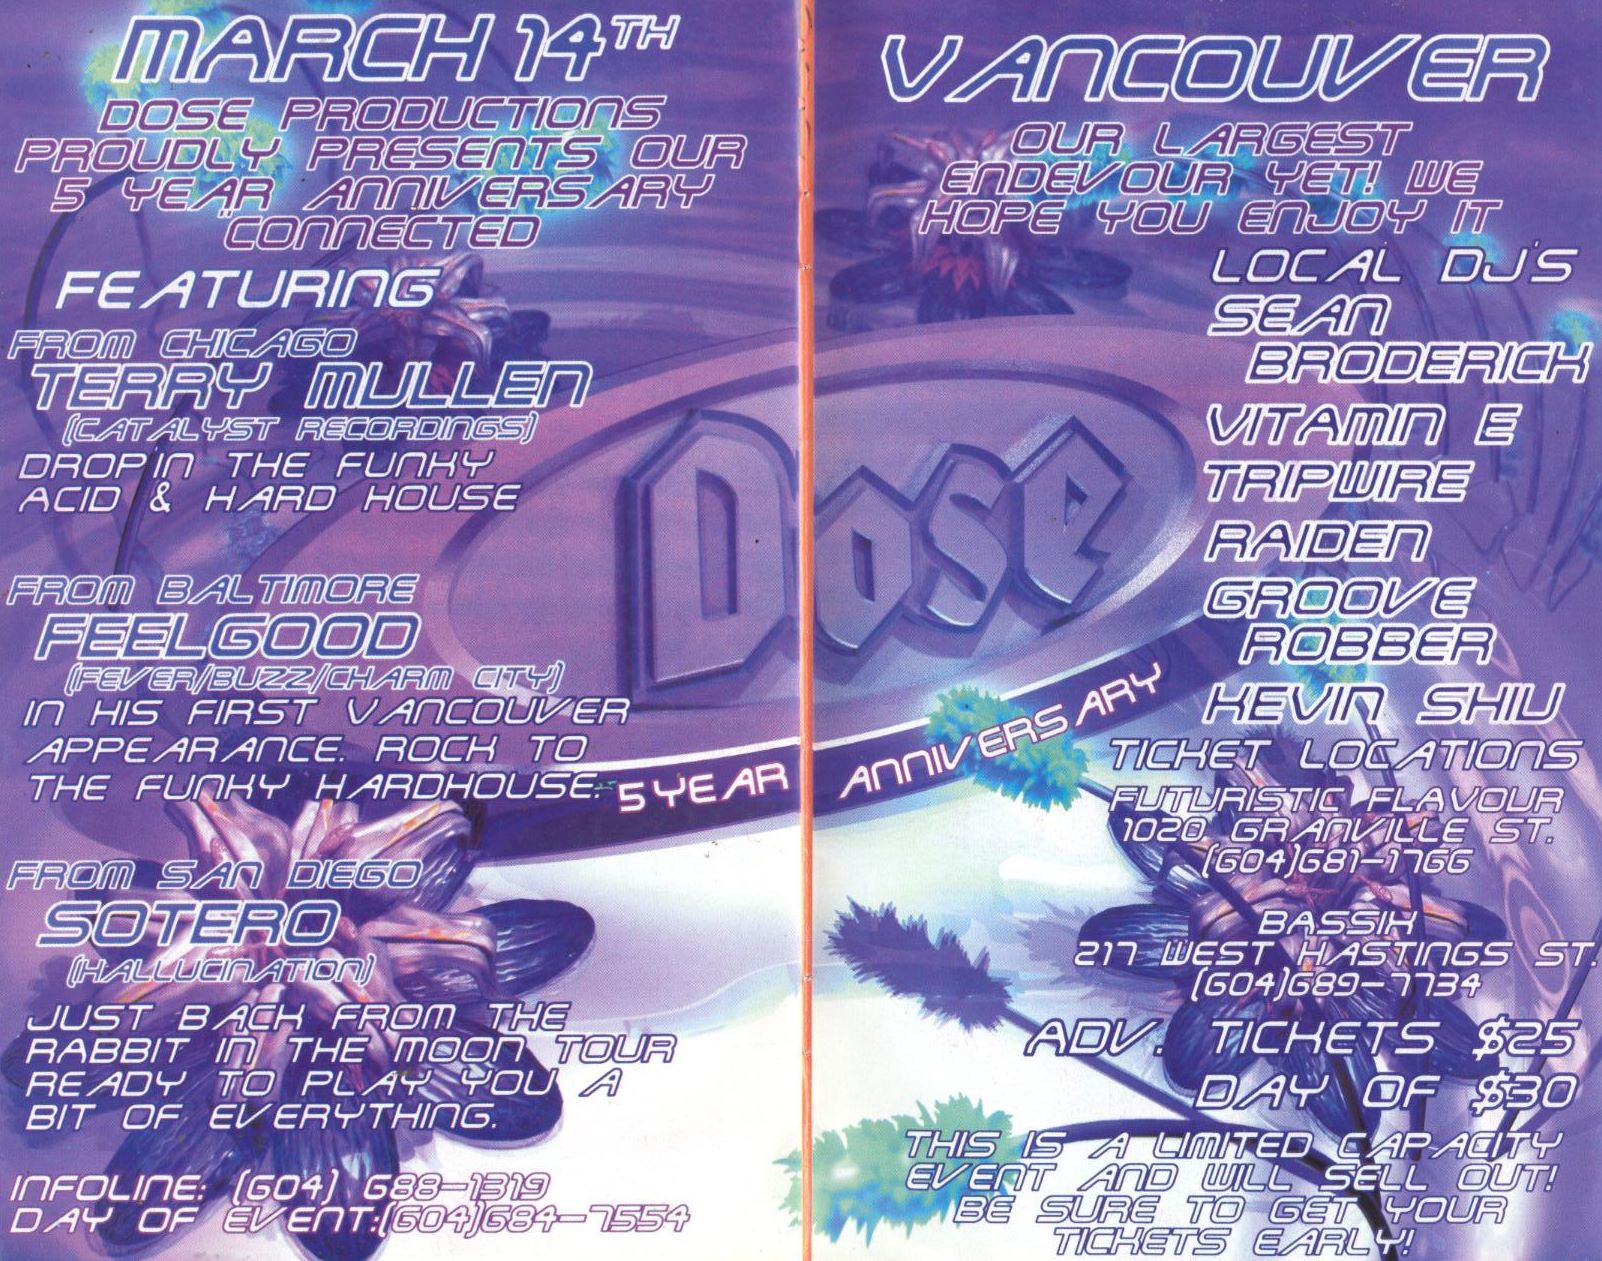 MARCH 14TH
DOSE PRODUCTIONS
PROUDLY PRESENTS OUR
5 YEAR ANNIVERSARY
"CONNECTED
FEATURING
FROM CHICAGO
TERRY MULLEN
(CATALYST RECORDINGS)
DROPIN THE FUNKY
ACID & HARD HOUSE
FROM BALTIMORE
FEELGOOD
(FEVER/BUZZ/CHARM CITY)
IN HIS FIRST VANCOUVER
APPEARANCE. ROCK TO
THE FUNKY HARDHOUSE.
FROM SAN DIEGO
SOTERO
(HALLUCINATION)
JUST BACK FROM THE
RABBIT IN THE MOON TOUR
READY TO PLAY YOU A
BIT OF EVERYTHING.
INFOLINE: (604) 688-1319
DAY OF EVENT:(604)684-7554
Dose
5 YEAR ANNIVERSARY
VANCOUVER
OUR LARGEST
ENDEVOUR YET! WE
HOPE YOU ENJOY IT
LOCAL DJ'S
SEAN
BRODERICK
VITAMIN E
TRIPWIRE
RAIDEN
GROOVE
ROBBER
KEVIN SHIU
TICKET LOCATIONS
FUTURISTIC FLAVOUR
1020 GRANVILLE ST.
(604)681-1766
BASSIX
217 WEST HASTINGS ST.
(604)689-7734
ADV. TICKETS $25
DAY OF $30
THIS IS A LIMITED CAPACITY
EVENT AND WILL SELL OUT!
BE SURE TO GET YOUR
TICKETS EARLY!